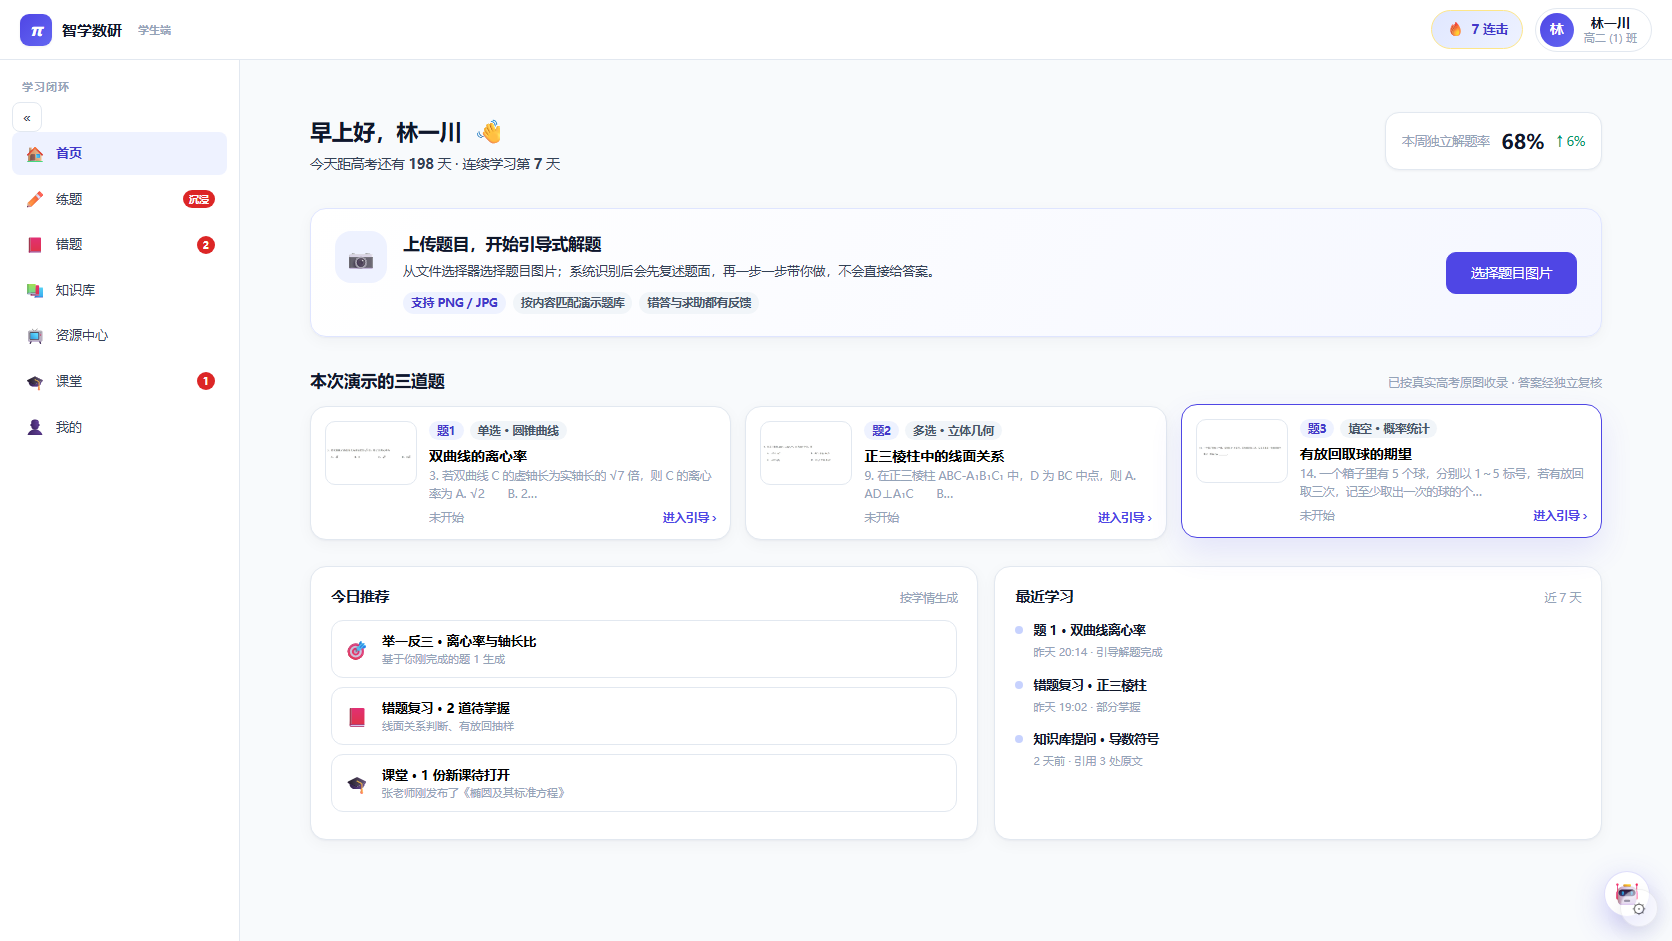 π 智学数研 学生端
7 连击
林 林一川
高二 (1) 班
学习闭环
«
首页
练题 沉浸
错题 2
知识库
资源中心
课堂 1
我的
早上好，林一川
今天距高考还有 198 天 · 连续学习第 7 天
本周独立解题率 68% ↑ 6%
上传题目，开始引导式解题
从文件选择器选择题目图片；系统识别后会先复述题面，再一步一步带你做，不会直接给答案。
支持 PNG / JPG 按内容匹配演示题库 错答与求助都有反馈
选择题目图片
本次演示的三道题
已按真实高考原图收录 · 答案经独立复核
题1 单选 • 圆锥曲线
双曲线的离心率
3. 若双曲线 C 的虚轴长为实轴长的 √7 倍，则 C 的离心
率为 A. √2 B. 2...
未开始 进入引导 ›
题2 多选 • 立体几何
正三棱柱中的线面关系
9. 在正三棱柱 ABC-A₁B₁C₁ 中，D 为 BC 中点，则 A.
AD⊥A₁C B...
未开始 进入引导 ›
题3 填空 • 概率统计
有放回取球的期望
14. 一个箱子里有 5 个球，分别以 1～5 标号，若有放回
取三次，记至少取出一次的球的个...
未开始 进入引导 ›
今日推荐 按学情生成
举一反三 • 离心率与轴长比
基于你刚完成的题 1 生成
错题复习 • 2 道待掌握
线面关系判断、有放回抽样
课堂 • 1 份新课待打开
张老师刚发布了《椭圆及其标准方程》
最近学习 近 7 天
题 1 • 双曲线离心率
昨天 20:14 · 引导解题完成
错题复习 • 正三棱柱
昨天 19:02 · 部分掌握
知识库提问 • 导数符号
2 天前 · 引用 3 处原文